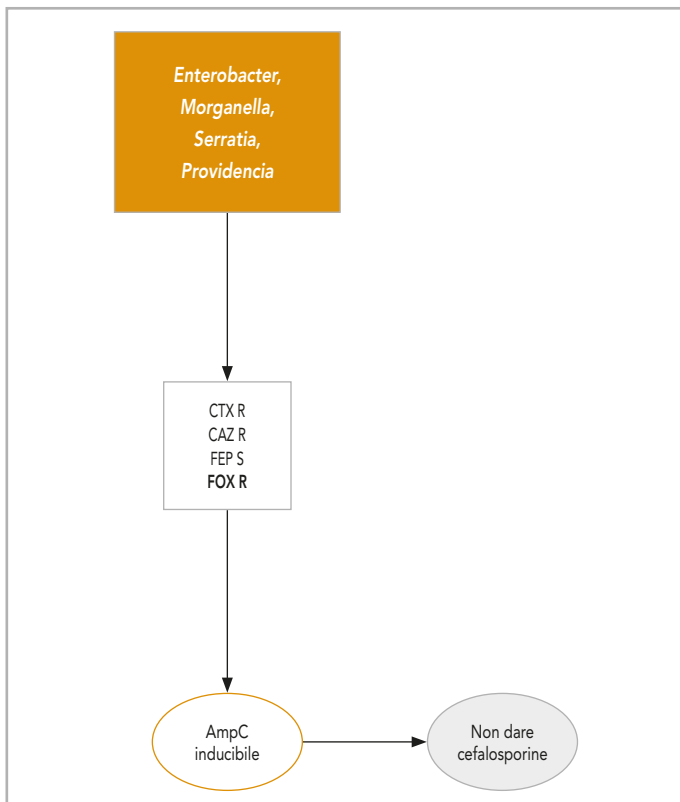 Enterobacter,
Morganella,
Serratia,
Providencia
CTX R
CAZ R
FEP S
FOX R
AmpC
inducibile
Non dare
cefalosporine